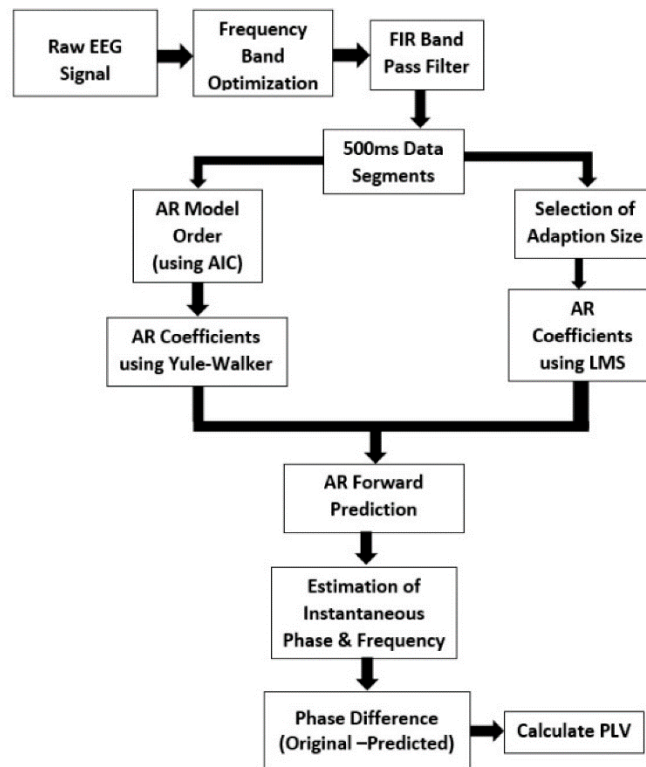 Raw EEG
Signal
Frequency
Band
Optimization
FIR Band
Pass Filter
500ms Data
Segments
AR Model
Order
(using AIC)
Selection of
Adaption Size
AR Coefficients
using Yule-Walker
AR
Coefficients
using LMS
AR Forward
Prediction
Estimation of
Instantaneous
Phase & Frequency
Phase Difference
(Original –Predicted)
Calculate PLV